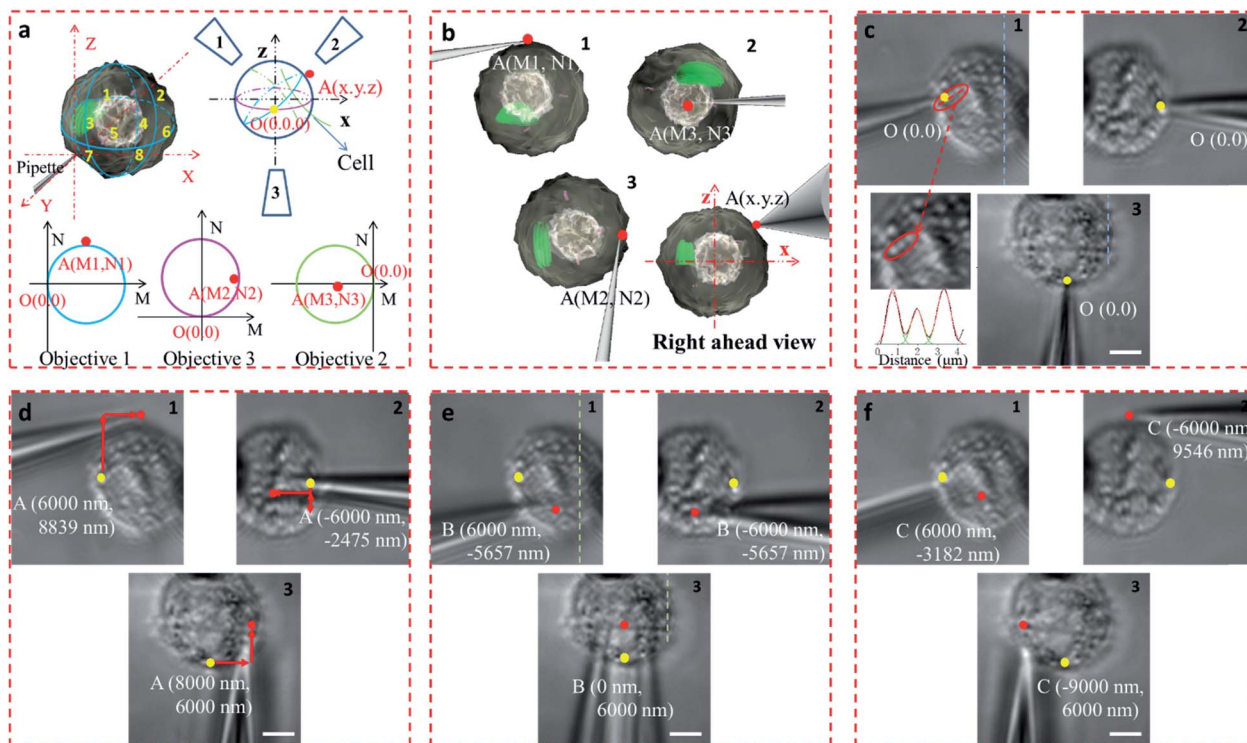 a
Z
1
2
3
4
5
6
7
8
Pipette
Y
X
1
2
z
A(x.y.z)
O(0.0.0)
x
Cell
3
N
A(M1,N1)
O(0.0)
M
Objective 1
N
A(M2,N2)
O(0.0)
M
Objective 3
N
O(0.0)
M
A(M3,N3)
Objective 2
b
1
A(M1, N1)
2
A(M3, N3)
3
A(M2, N2)
A(x.y.z)
z
x
Right ahead view
c
1
O (0.0)
2
O (0.0)
3
O (0.0)
0 1 2 3 4
Distance (μm)
d
1
A (6000 nm,
8839 nm)
2
A (-6000 nm,
-2475 nm)
3
A (8000 nm,
6000 nm)
e
1
B (6000 nm,
-5657 nm)
2
B (-6000 nm,
-5657 nm)
3
B (0 nm,
6000 nm)
f
1
C (6000 nm,
-3182 nm)
2
C (-6000 nm,
9546 nm)
3
C (-9000 nm,
6000 nm)